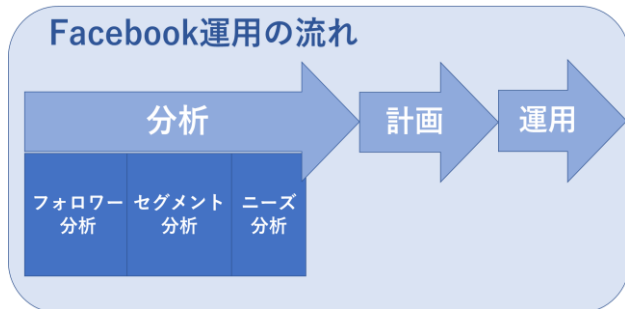 Facebook運用の流れ
分析
計画
運用
フォロワー
分析
セグメント
分析
ニーズ
分析